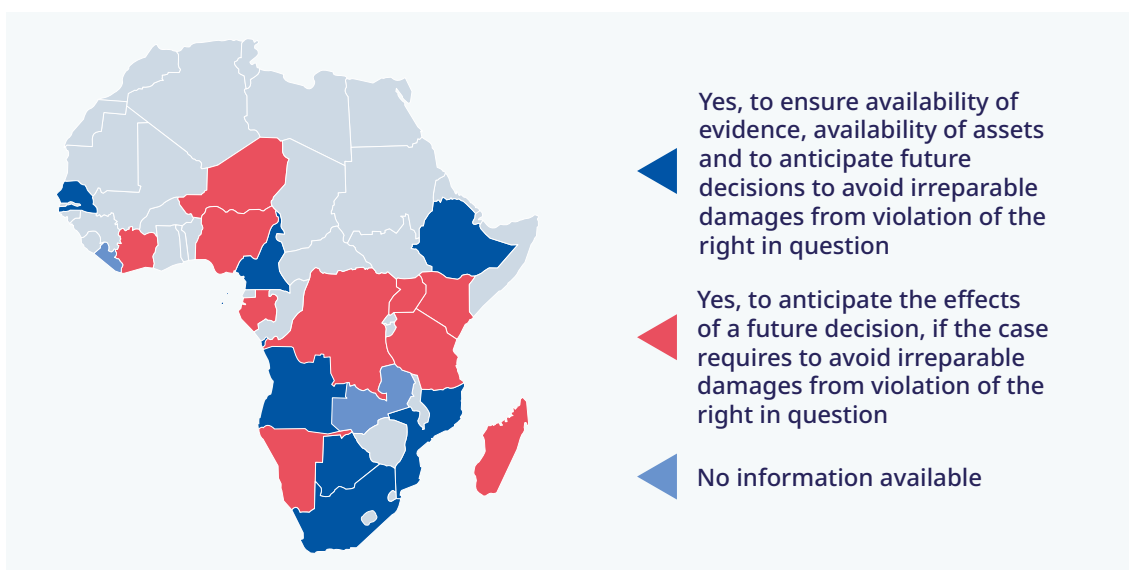 Yes, to ensure availability of
evidence, availability of assets
and to anticipate future
decisions to avoid irreparable
damages from violation of the
right in question
Yes, to anticipate the effects
of a future decision, if the case
requires to avoid irreparable
damages from violation of the
right in question
No information available